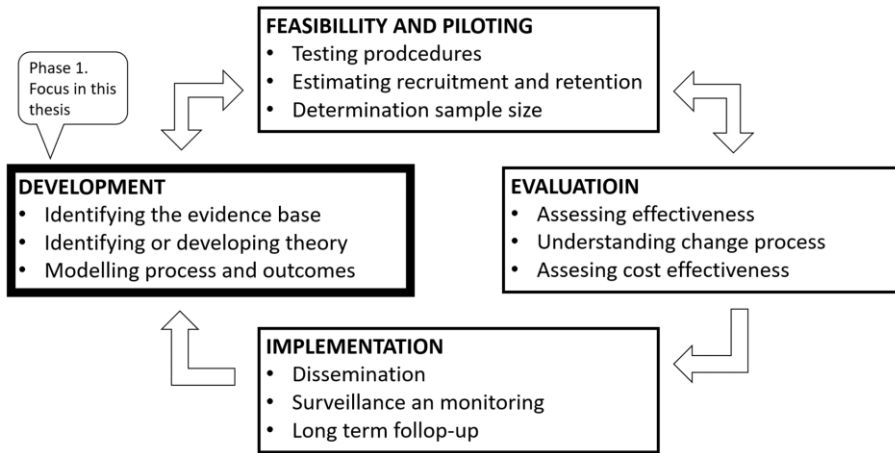 FEASIBILLITY AND PILOTING
• Testing prodcedures
• Estimating recruitment and retention
• Determination sample size
Phase 1.
Focus in this
thesis
DEVELOPMENT
• Identifying the evidence base
• Identifying or developing theory
• Modelling process and outcomes
EVALUATIOIN
• Assessing effectiveness
• Understanding change process
• Assesing cost effectiveness
IMPLEMENTATION
• Dissemination
• Surveillance an monitoring
• Long term follop-up